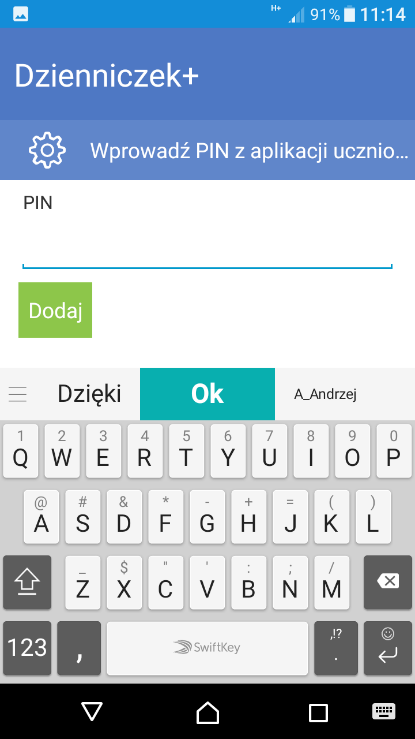 H+ 91% 11:14
Dzienniczek+
Wprowadź PIN z aplikacji ucznio...
PIN
Dodaj
Dzięki Ok A_Andrzej
1 2 3 4 5 6 7 8 9 0
Q W E R T Y U I O P
@ # & * - + = ( )
A S D F G H J K L
_ $ " ' : ; /
Z X C V B N M
123 , SwiftKey ,!? .